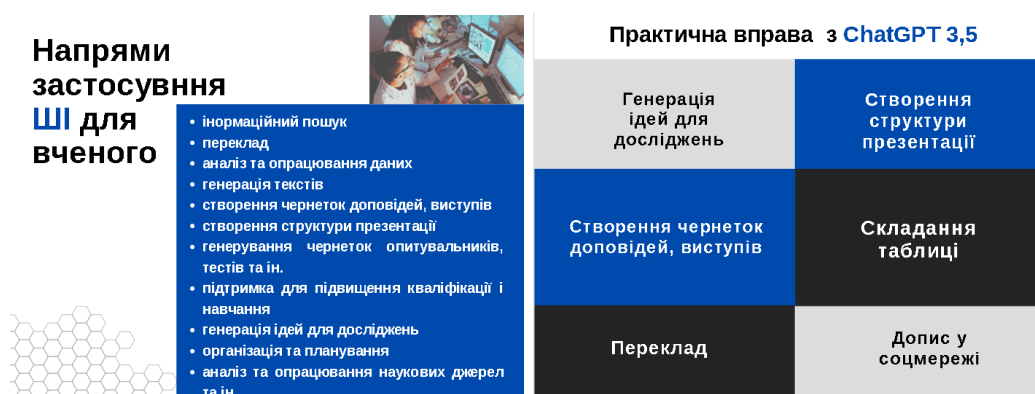 Напрями
застосувння
ШІ для
вченого
інормаційний пошук
переклад
аналіз та опрацювання даних
генерація текстів
створення чернеток доповідей, виступів
створення структури презентації
генерування чернеток опитувальників,
тестів та ін.
підтримка для підвищення кваліфікації і
навчання
генерація ідей для досліджень
організація та планування
аналіз та опрацювання наукових джерел
та ін.
Практична вправа з ChatGPT 3,5
Генерація
ідей для
досліджень
Створення
структури
презентації
Створення чернеток
доповідей, виступів
Складання
таблиці
Переклад
Допис у
соцмережі